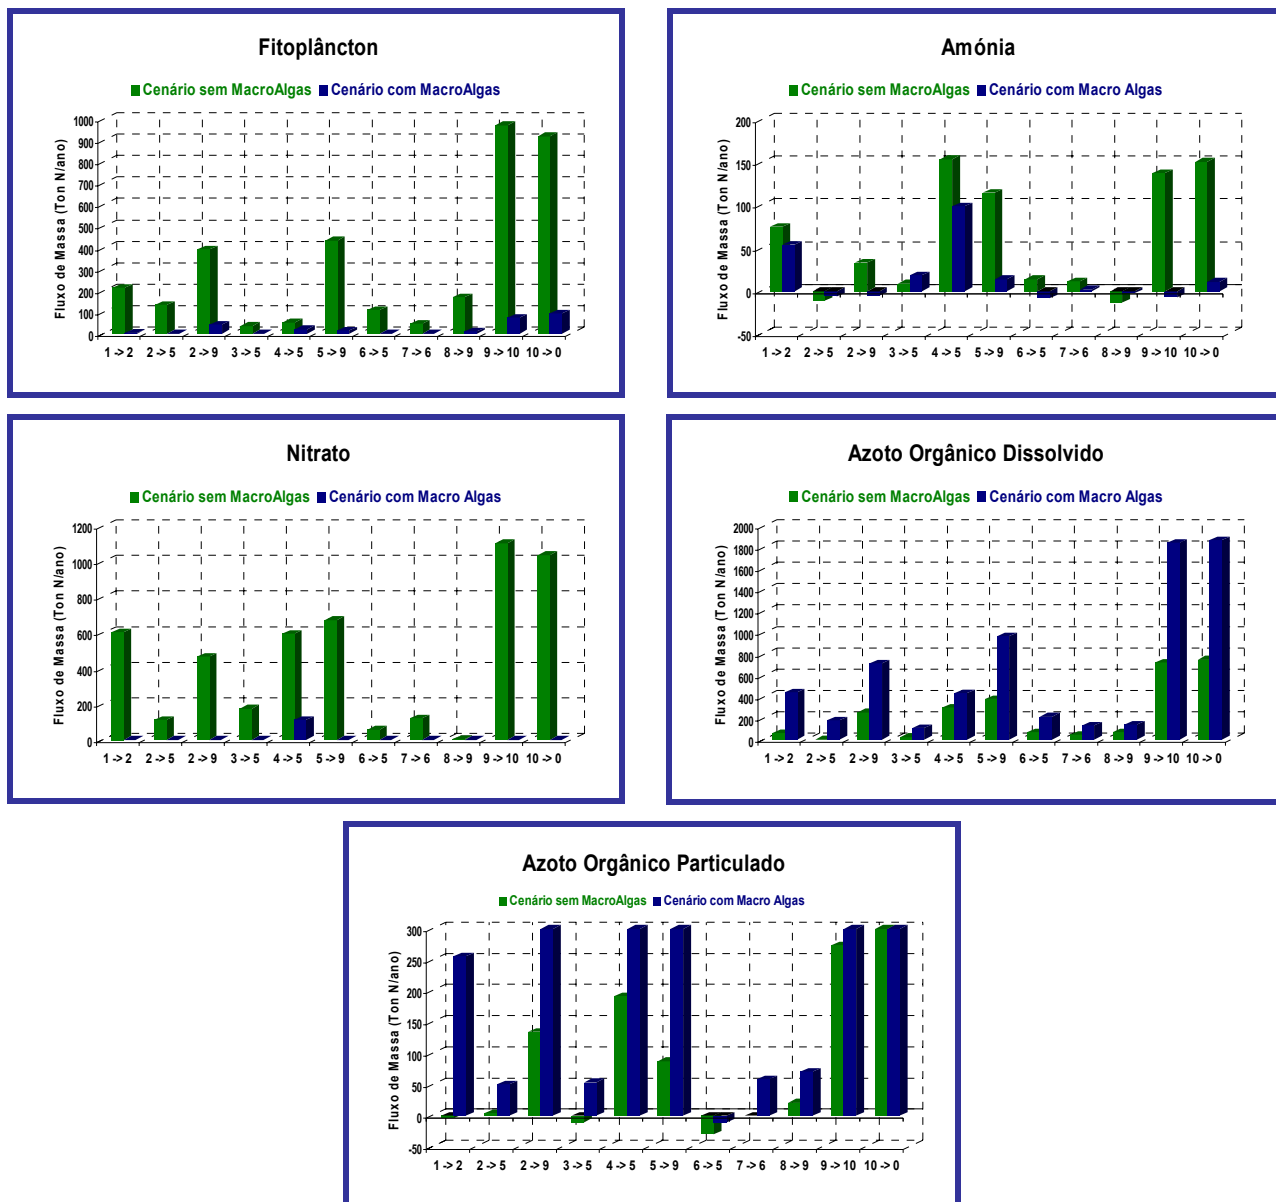 Fitoplâncton
Cenário sem MacroAlgas Cenário com MacroAlgas
Fluxo de Massa (Ton N/ano)
1000
900
800
700
600
500
400
300
200
100
0
1 -> 2 2 -> 5 2 -> 9 3 -> 5 4 -> 5 5 -> 9 6 -> 5 7 -> 6 8 -> 9 9 -> 10 10 -> 0
Amónia
Cenário sem MacroAlgas Cenário com Macro Algas
Fluxo de Massa (Ton N/ano)
200
150
100
50
0
-50
1 -> 2 2 -> 5 2 -> 9 3 -> 5 4 -> 5 5 -> 9 6 -> 5 7 -> 6 8 -> 9 9 -> 10 10 -> 0
Nitrato
Cenário sem MacroAlgas Cenário com Macro Algas
Fluxo de Massa (Ton N/ano)
1200
1000
800
600
400
200
0
1 -> 2 2 -> 5 2 -> 9 3 -> 5 4 -> 5 5 -> 9 6 -> 5 7 -> 6 8 -> 9 9 -> 10 10 -> 0
Azoto Orgânico Dissolvido
Cenário sem MacroAlgas Cenário com Macro Algas
Fluxo de Massa (Ton N/ano)
2000
1800
1600
1400
1200
1000
800
600
400
200
0
1 -> 2 2 -> 5 2 -> 9 3 -> 5 4 -> 5 5 -> 9 6 -> 5 7 -> 6 8 -> 9 9 -> 10 10 -> 0
Azoto Orgânico Particulado
Cenário sem MacroAlgas Cenário com Macro Algas
Fluxo de Massa (Ton N/ano)
300
250
200
150
100
50
0
-50
1 -> 2 2 -> 5 2 -> 9 3 -> 5 4 -> 5 5 -> 9 6 -> 5 7 -> 6 8 -> 9 9 -> 10 10 -> 0